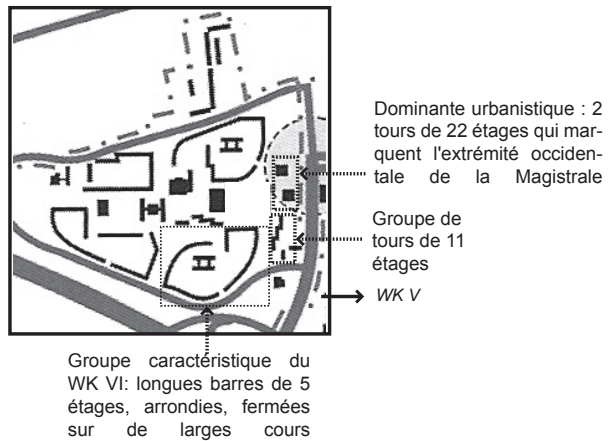 Dominante urbanistique : 2
tours de 22 étages qui mar-
quent l'extrémité occiden-
tale de la Magistrale
Groupe de
tours de 11
étages
WK V
Groupe caractéristique du
WK VI: longues barres de 5
étages, arrondies, fermées
sur de larges cours